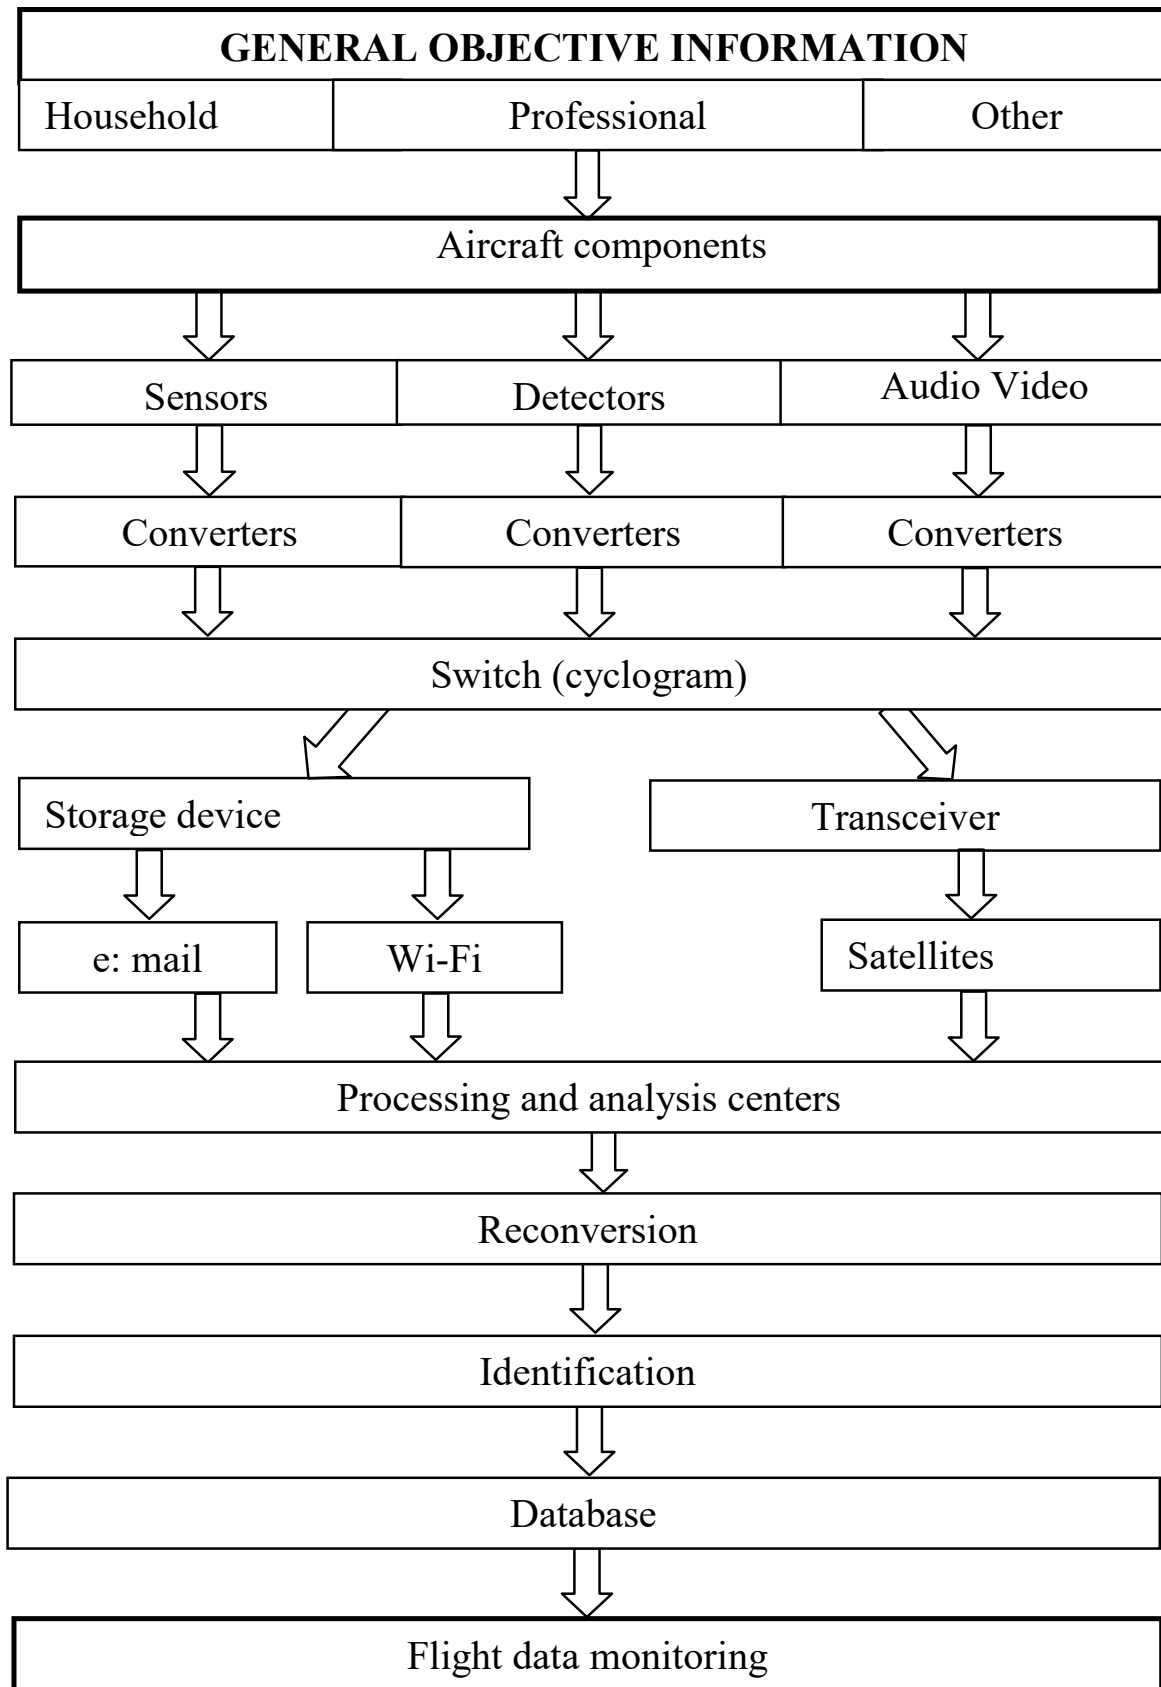 GENERAL OBJECTIVE INFORMATION
Household
Professional
Other
Aircraft components
Sensors
Detectors
Audio Video
Converters
Converters
Converters
Switch (cyclogram)
Storage device
Transceiver
e: mail
Wi-Fi
Satellites
Processing and analysis centers
Reconversion
Identification
Database
Flight data monitoring